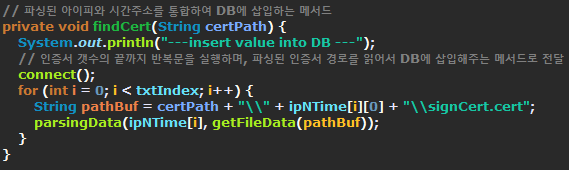 // 파싱된 아이피와 시간주소를 통합하여 DB에 삽입하는 메서드
private void findCert(String certPath) {
System.out.println("---insert value into DB ---");
// 인증서 갯수의 끝까지 반복문을 실행하며, 파싱된 인증서 경로를 읽어서 DB에 삽입해주는 메서드로 전달
connect();
for (int i = 0; i < txtIndex; i++) {
String pathBuf = certPath + "\\" + ipNTime[i][0] + "\\signCert.cert";
parsingData(ipNTime[i], getFileData(pathBuf));
}
}